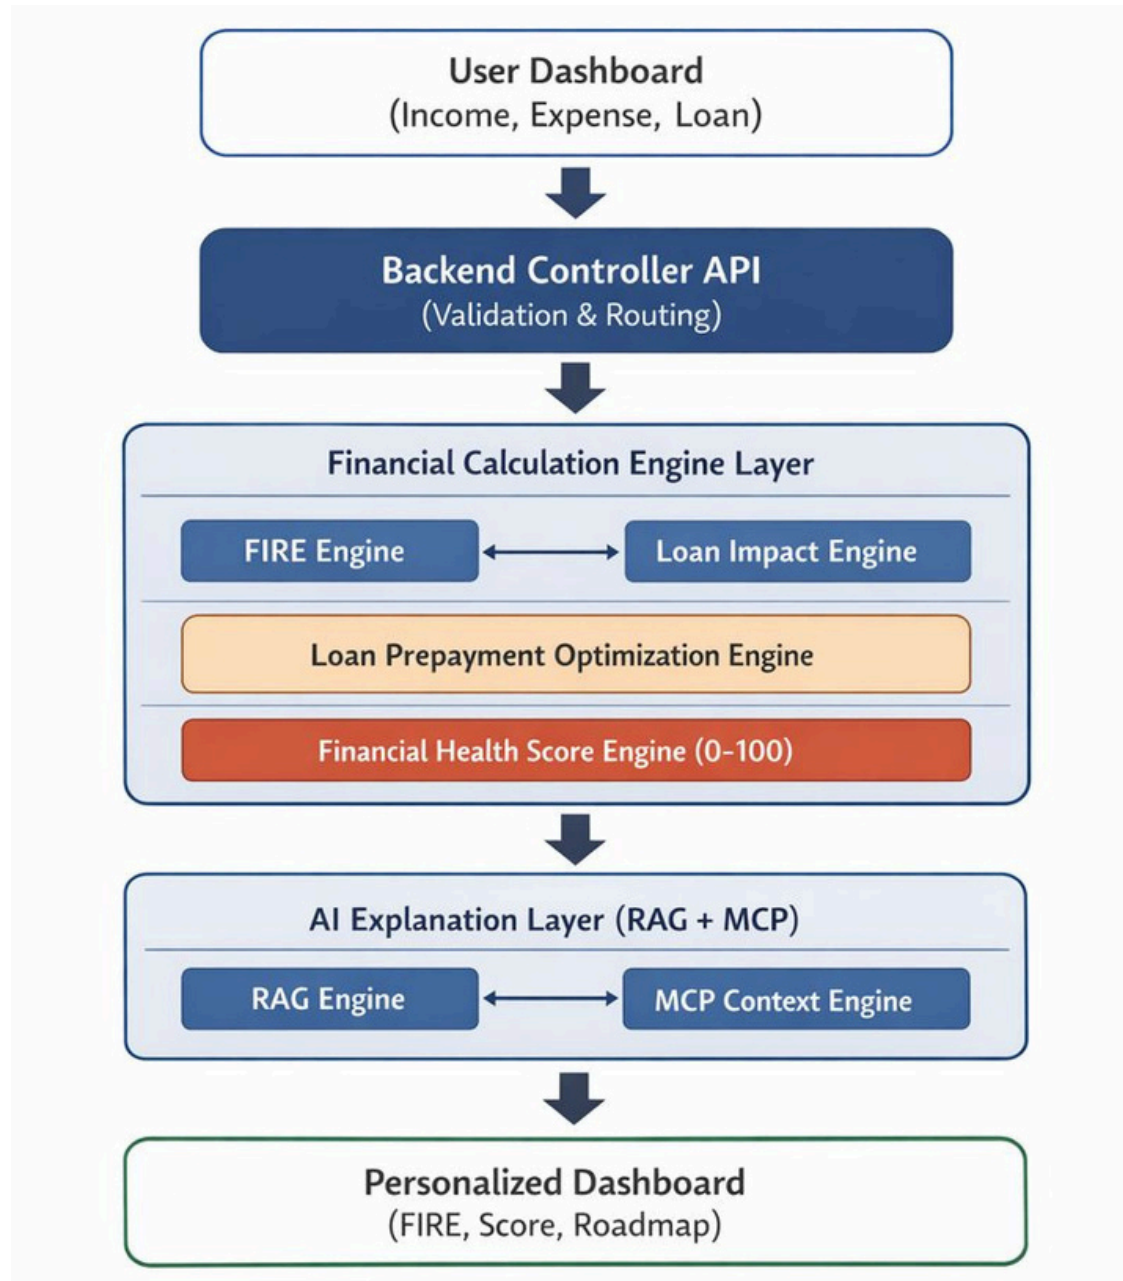 User Dashboard
(Income, Expense, Loan)
Backend Controller API
(Validation & Routing)
Financial Calculation Engine Layer
FIRE Engine
Loan Impact Engine
Loan Prepayment Optimization Engine
Financial Health Score Engine (0–100)
AI Explanation Layer (RAG + MCP)
RAG Engine
MCP Context Engine
Personalized Dashboard
(FIRE, Score, Roadmap)